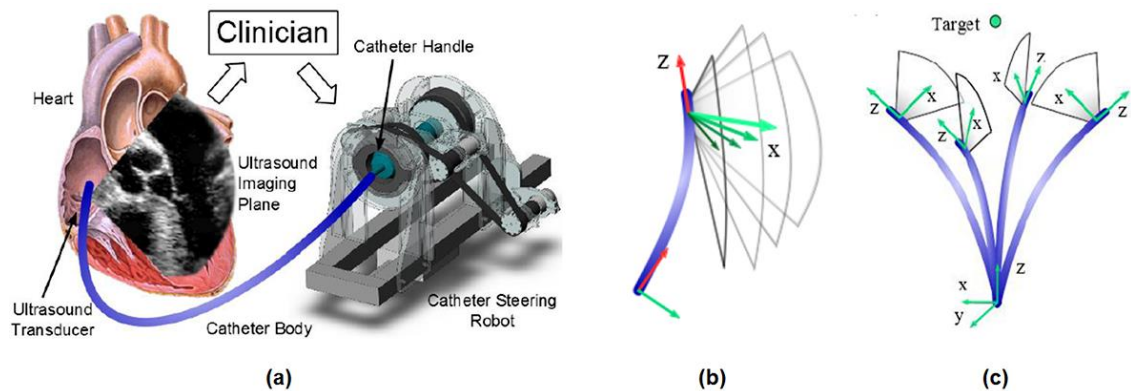 Clinician
Catheter Handle
Heart
Ultrasound
Imaging
Plane
Ultrasound
Transducer
Catheter Body
Catheter Steering
Robot
(a)
z
x
(b)
Target
z
x
z
x
x
z
x
z
z
x
y
(c)